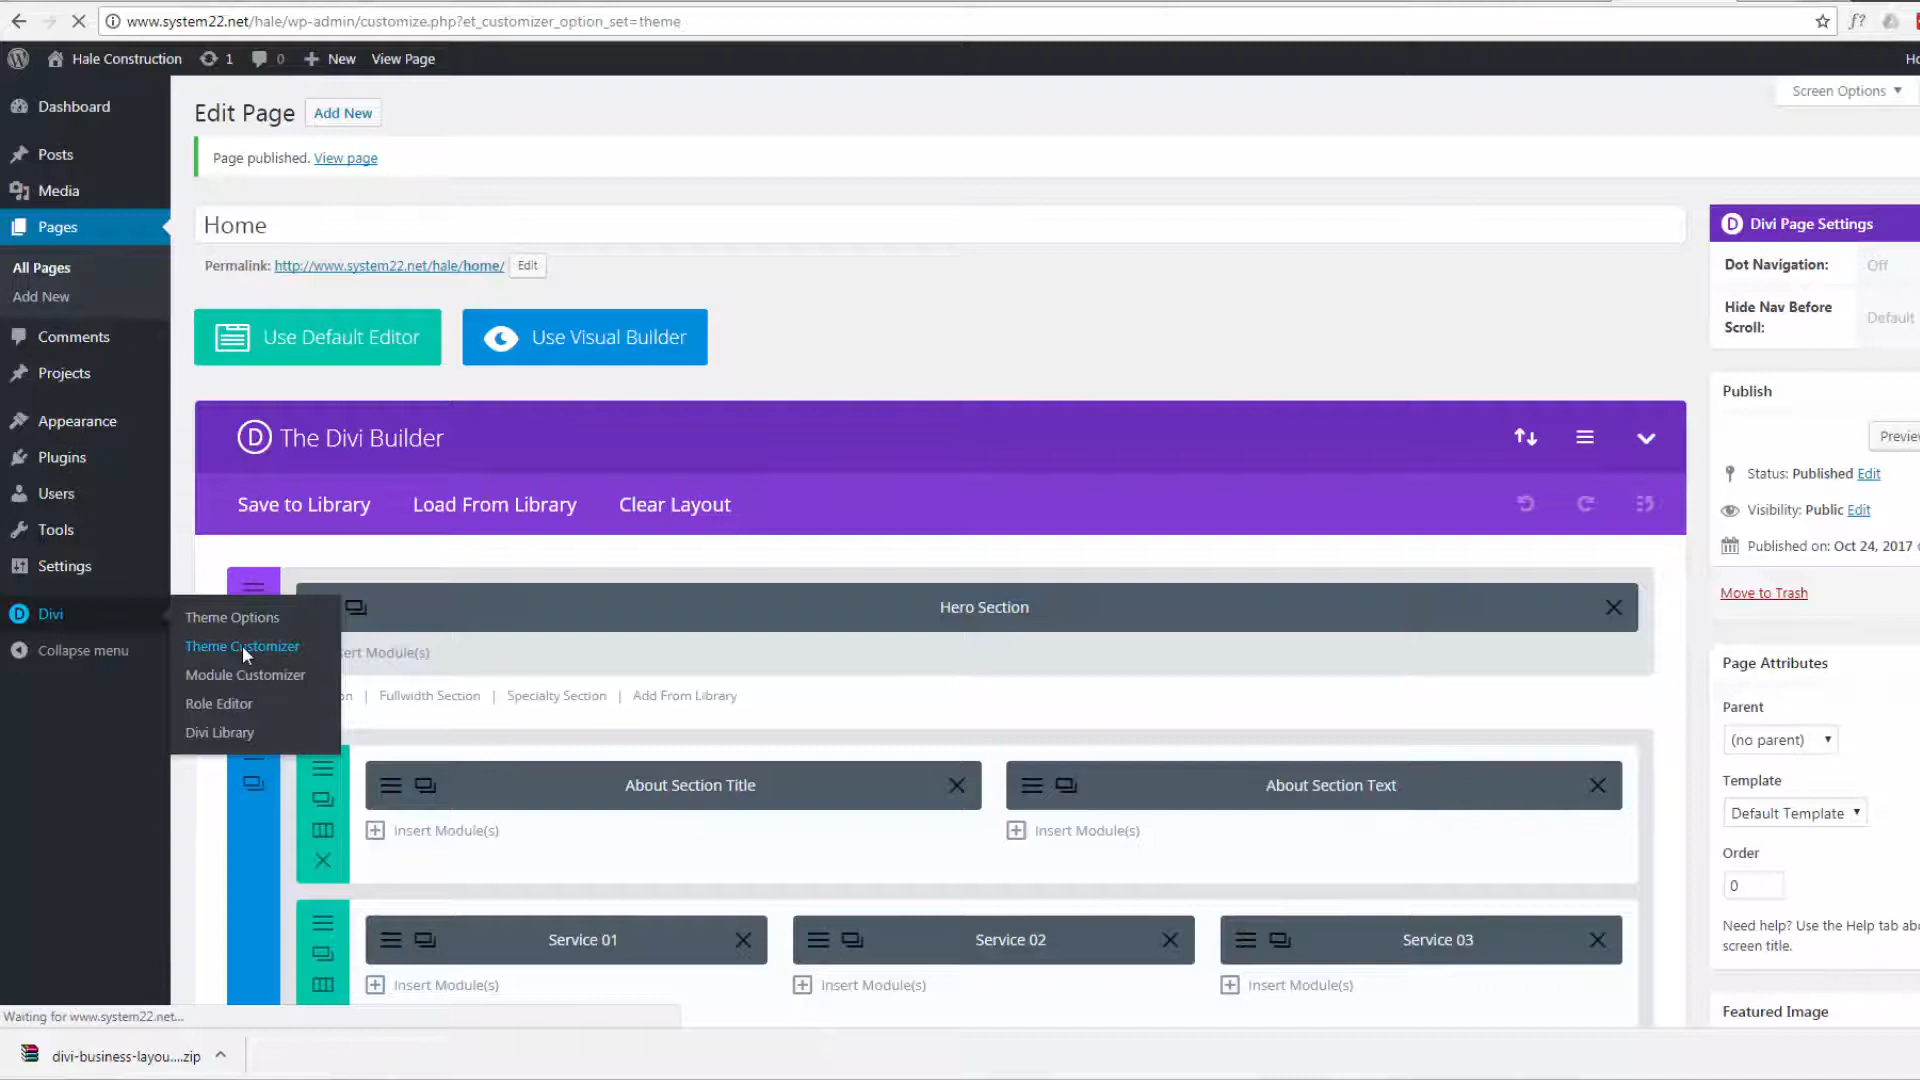 www.system22.net/hale/wp-admin/customize.php?et_customizer_option_set=theme
f?
Hale Construction 1 0 New View Page
Dashboard
Posts
Media
Pages
All Pages
Add New
Comments
Projects
Appearance
Plugins
Users
Tools
Settings
Divi
Collapse menu
Theme Options
Theme Customizer
Module Customizer
Role Editor
Divi Library
Screen Options
Edit Page Add New
Page published. View page
Home
Permalink: http://www.system22.net/hale/home/ Edit
Use Default Editor Use Visual Builder
D The Divi Builder
Save to Library Load From Library Clear Layout
Hero Section
ert Module(s)
on | Fullwidth Section | Specialty Section | Add From Library
About Section Title About Section Text
Insert Module(s) Insert Module(s)
Service 01 Service 02 Service 03
Insert Module(s) Insert Module(s) Insert Module(s)
D Divi Page Settings
Dot Navigation: Off
Hide Nav Before
Scroll: Default
Publish
Preview
Status: Published Edit
Visibility: Public Edit
Published on: Oct 24, 2017
Move to Trash
Page Attributes
Parent
(no parent)
Template
Default Template
Order
0
Need help? Use the Help tab abo
screen title.
Featured Image
Waiting for www.system22.net...
divi-business-layou....zip